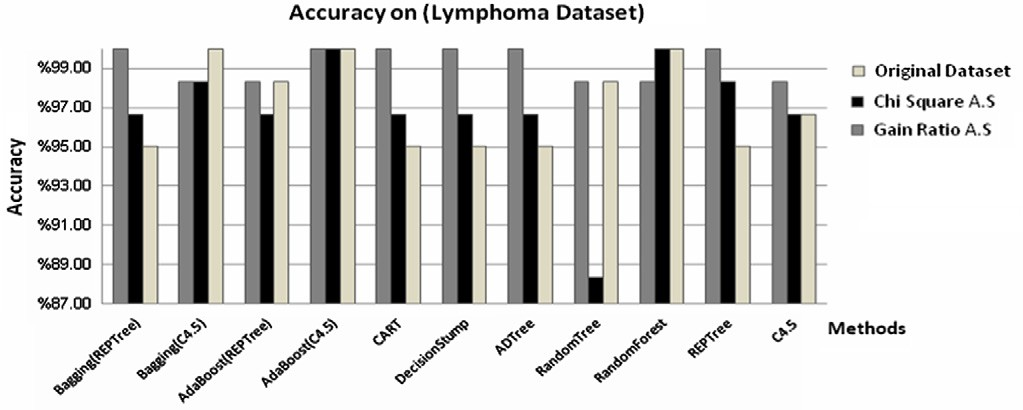 Accuracy on (Lymphoma Dataset)
%99.00
%97.00
%95.00
%93.00
%91.00
%89.00
%87.00
Accuracy
Bagging(REPTree)
Bagging(C4.5)
AdaBoost(REPTree)
AdaBoost(C4.5)
CART
DecisionStump
ADTree
RandomTree
RandomForest
REPTree
C4.5
Methods
Original Dataset
Chi Square A.S
Gain Ratio A.S